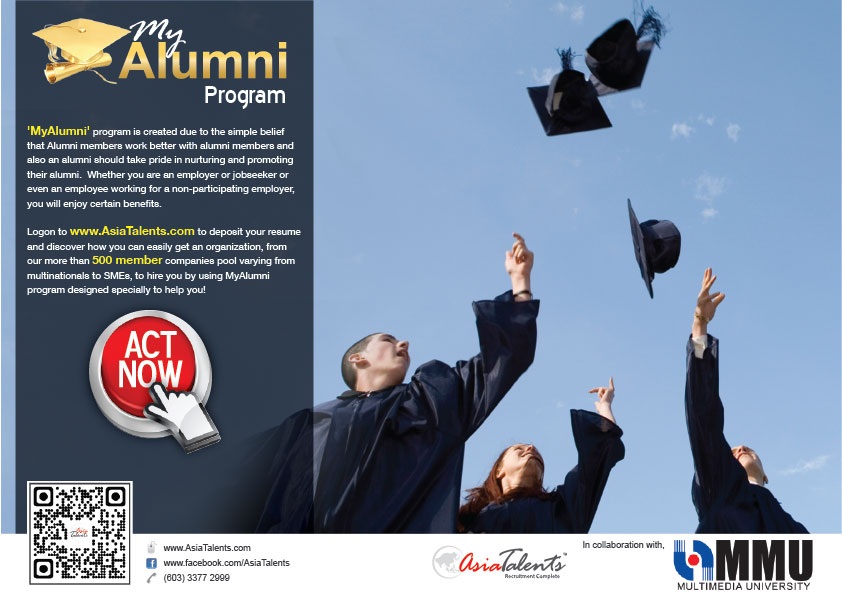 My
Alumni
Program
'MyAlumni' program is created due to the simple belief
that Alumni members work better with alumni members and
also an alumni should take pride in nurturing and promoting
their alumni.  Whether you are an employer or jobseeker or
even an employee working for a non-participating employer,
you will enjoy certain benefits.
Logon to www.AsiaTalents.com to deposit your resume
and discover how you can easily get an organization, from
our more than 500 member companies pool varying from
multinationals to SMEs, to hire you by using MyAlumni
program designed specially to help you!
ACT
NOW
Asia
Talents
www.AsiaTalents.com
www.facebook.com/AsiaTalents
(603) 3377 2999
AsiaTalents™
Recruitment Complete
In collaboration with,
MMU
MULTIMEDIA UNIVERSITY